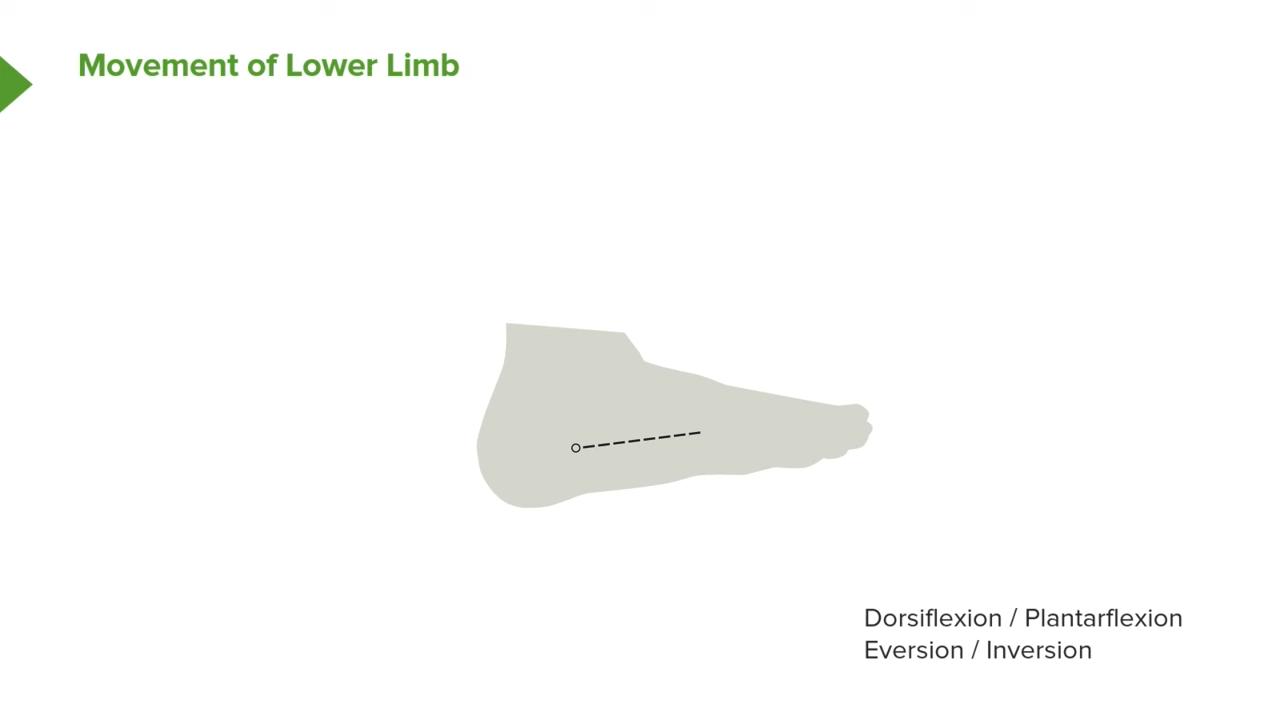 Movement of Lower Limb
Dorsiflexion / Plantarflexion
Eversion / Inversion